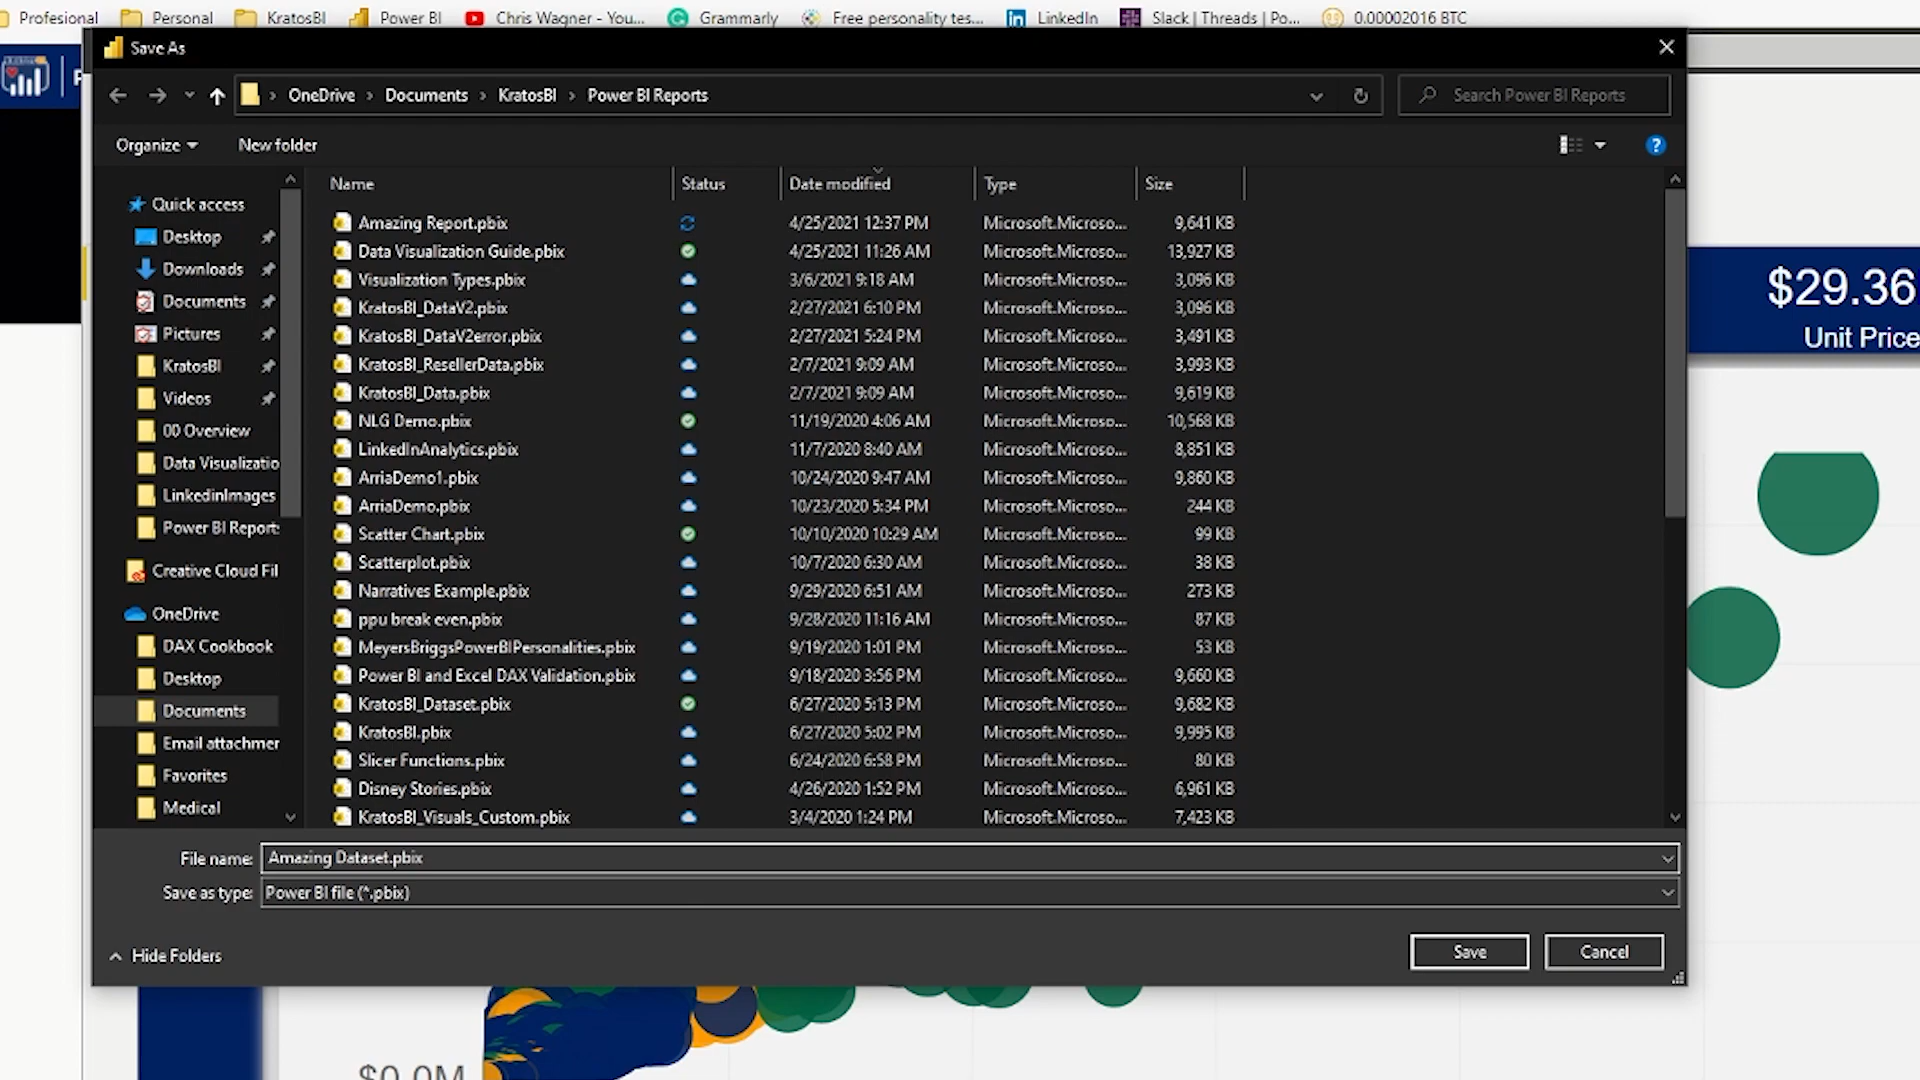 Profesional Personal KratosBI Power BI Chris Wagner - You... Grammarly Free personality tes... LinkedIn Slack | Threads | Po... 0.00002016 BTC
Save As
OneDrive Documents KratosBI Power BI Reports Search Power BI Reports
Organize New folder
Name Status Date modified Type Size
Amazing Report.pbix 4/25/2021 12:37 PM Microsoft.Microso... 9,641 KB
Data Visualization Guide.pbix 4/25/2021 11:26 AM Microsoft.Microso... 13,927 KB
Visualization Types.pbix 3/6/2021 9:18 AM Microsoft.Microso... 3,096 KB
KratosBI_DataV2.pbix 2/27/2021 6:10 PM Microsoft.Microso... 3,096 KB
KratosBI_DataV2error.pbix 2/27/2021 5:24 PM Microsoft.Microso... 3,491 KB
KratosBI_ResellerData.pbix 2/7/2021 9:09 AM Microsoft.Microso... 3,993 KB
KratosBI_Data.pbix 2/7/2021 9:09 AM Microsoft.Microso... 9,619 KB
NLG Demo.pbix 11/19/2020 4:06 AM Microsoft.Microso... 10,568 KB
LinkedInAnalytics.pbix 11/7/2020 8:40 AM Microsoft.Microso... 8,851 KB
ArriaDemo1.pbix 10/24/2020 9:47 AM Microsoft.Microso... 9,860 KB
ArriaDemo.pbix 10/23/2020 5:34 PM Microsoft.Microso... 244 KB
Scatter Chart.pbix 10/10/2020 10:29 AM Microsoft.Microso... 99 KB
Scatterplot.pbix 10/7/2020 6:30 AM Microsoft.Microso... 38 KB
Narratives Example.pbix 9/29/2020 6:51 AM Microsoft.Microso... 273 KB
ppu break even.pbix 9/28/2020 11:16 AM Microsoft.Microso... 87 KB
MeyersBriggsPowerBIPersonalities.pbix 9/19/2020 1:01 PM Microsoft.Microso... 53 KB
Power BI and Excel DAX Validation.pbix 9/18/2020 3:56 PM Microsoft.Microso... 9,660 KB
KratosBI_Dataset.pbix 6/27/2020 5:13 PM Microsoft.Microso... 9,682 KB
KratosBI.pbix 6/27/2020 5:02 PM Microsoft.Microso... 9,995 KB
Slicer Functions.pbix 6/24/2020 6:58 PM Microsoft.Microso... 80 KB
Disney Stories.pbix 4/26/2020 1:52 PM Microsoft.Microso... 6,961 KB
KratosBI_Visuals_Custom.pbix 3/4/2020 1:24 PM Microsoft.Microso... 7,423 KB
Quick access
Desktop
Downloads
Documents
Pictures
KratosBI
Videos
00 Overview
Data Visualizatio
LinkedinImages
Power BI Report:
Creative Cloud Fil
OneDrive
DAX Cookbook
Desktop
Documents
Email attachmer
Favorites
Medical
File name: Amazing Dataset.pbix
Save as type: Power BI file (*.pbix)
Hide Folders Save Cancel
$29.36
Unit Price
$0.0M